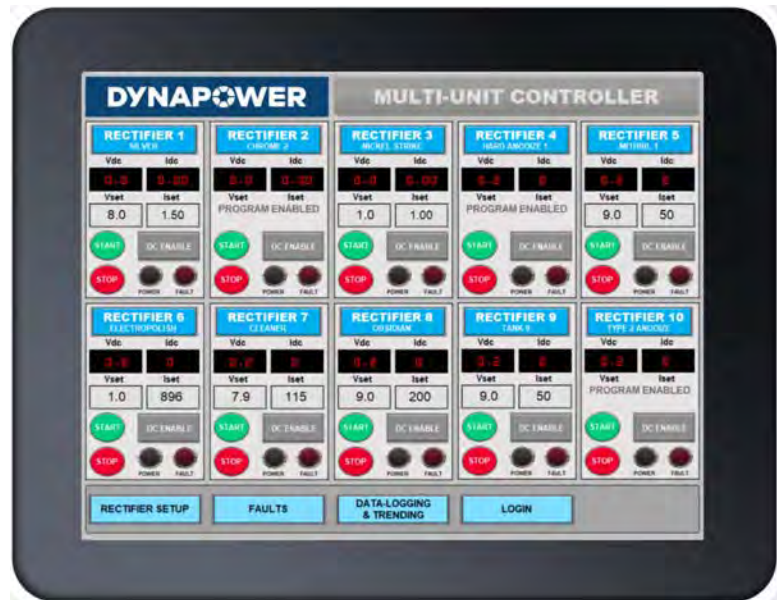 DYNAPOWER
MULTI-UNIT CONTROLLER
RECTIFIER 1
SILVER
Vdc Idc
Vset Iset
8.0 1.50
START DC ENABLE
STOP
POWER FAULT
RECTIFIER 2
CHROME 2
Vdc Idc
Vset Iset
PROGRAM ENABLED
START DC ENABLE
STOP
POWER FAULT
RECTIFIER 3
NICKEL STRIKE
Vdc Idc
Vset Iset
1.0 1.00
START DC ENABLE
STOP
POWER FAULT
RECTIFIER 4
HARD ANODIZE 1
Vdc Idc
Vset Iset
PROGRAM ENABLED
START DC ENABLE
STOP
POWER FAULT
RECTIFIER 5
MITHRIL 1
Vdc Idc
Vset Iset
9.0 50
START DC ENABLE
STOP
POWER FAULT
RECTIFIER 6
ELECTROPOLISH
Vdc Idc
Vset Iset
1.0 896
START DC ENABLE
STOP
POWER FAULT
RECTIFIER 7
CLEANER
Vdc Idc
Vset Iset
7.9 115
START DC ENABLE
STOP
POWER FAULT
RECTIFIER 8
OBSIDIAN
Vdc Idc
Vset Iset
9.0 200
START DC ENABLE
STOP
POWER FAULT
RECTIFIER 9
TANK 9
Vdc Idc
Vset Iset
9.0 50
START DC ENABLE
STOP
POWER FAULT
RECTIFIER 10
TYPE 2 ANODIZE
Vdc Idc
Vset Iset
PROGRAM ENABLED
START DC ENABLE
STOP
POWER FAULT
RECTIFIER SETUP
FAULTS
DATA-LOGGING
& TRENDING
LOGIN